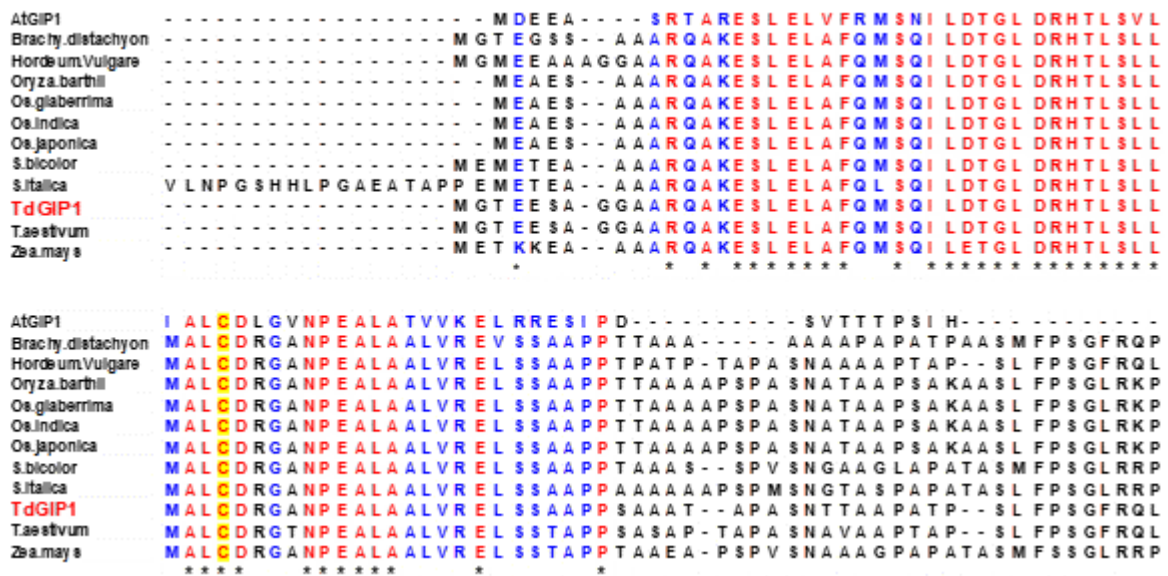 AtGIP1 - - - - - - - - - - - - - - - - - - M D E E A - - - - - S R T A R E S L E L V F R M S N I L D T G L D R H T L S V L
Brachy.distachyon - - - - - - - - - - - - - - - - M G T E G S S - - A A A R Q A K E S L E L A F Q M S Q I L D T G L D R H T L S L L
Hordeum.Vulgare - - - - - - - - - - - - - - - - M G M E E A A A G G A A R Q A K E S L E L A F Q M S Q I L D T G L D R H T L S L L
Oryza.barthii - - - - - - - - - - - - - - - - - - M E A E S - - A A A R Q A K E S L E L A F Q M S Q I L D T G L D R H T L S L L
Os.glaberrima - - - - - - - - - - - - - - - - - - M E A E S - - A A A R Q A K E S L E L A F Q M S Q I L D T G L D R H T L S L L
Os.Indica - - - - - - - - - - - - - - - - - - M E A E S - - A A A R Q A K E S L E L A F Q M S Q I L D T G L D R H T L S L L
Os.japonica - - - - - - - - - - - - - - - - - - M E A E S - - A A A R Q A K E S L E L A F Q M S Q I L D T G L D R H T L S L L
S.bicolor - - - - - - - - - - - - - - - - M E M E T E A - - A A A R Q A K E S L E L A F Q M S Q I L D T G L D R H T L S L L
S.Italica V L N P G S H H L P G A E A T A P P E M E T E A - - A A A R Q A K E S L E L A F Q L S Q I L D T G L D R H T L S L L
TdGIP1 - - - - - - - - - - - - - - - - M G T E E S A - G G A A R Q A K E S L E L A F Q M S Q I L D T G L D R H T L S L L
T.aestivum - - - - - - - - - - - - - - - - M G T E E S A - G G A A R Q A K E S L E L A F Q M S Q I L D T G L D R H T L S L L
Zea.mays - - - - - - - - - - - - - - - - M E T K K E A - - A A A R Q A K E S L E L A F Q M S Q I L E T G L D R H T L S L L
* * * * * * * * * * * * * * * * * * * * * * *
AtGIP1 I A L C D L G V N P E A L A T V V K E L R R E S I P D - - - - - - - - - - S V T T T P S I H - - - - - - - - - - -
Brachy.distachyon M A L C D R G A N P E A L A A L V R E V S S A A P P T T A A A - - - - - A A A A P A P A T P A A S M F P S G F R Q P
Hordeum.Vulgare M A L C D R G A N P E A L A A L V R E L S S A A P P T P A T P - T A P A S N A A A A P T A P - - S L F P S G F R Q L
Oryza.barthii M A L C D R G A N P E A L A A L V R E L S S A A P P T T A A A A P S P A S N A T A A P S A K A A S L F P S G L R K P
Os.glaberrima M A L C D R G A N P E A L A A L V R E L S S A A P P T T A A A A P S P A S N A T A A P S A K A A S L F P S G L R K P
Os.Indica M A L C D R G A N P E A L A A L V R E L S S A A P P T T A A A A P S P A S N A T A A P S A K A A S L F P S G L R K P
Os.japonica M A L C D R G A N P E A L A A L V R E L S S A A P P T T A A A A P S P A S N A T A A P S A K A A S L F P S G L R K P
S.bicolor M A L C D R G A N P E A L A A L V R E L S S A A P P T A A A S - - S P V S N G A A G L A P A T A S M F P S G L R R P
S.Italica M A L C D R G A N P E A L A A L V R E L S S A A P P A A A A A A P S P M S N G T A S P A P A T A S L F P S G L R R P
TdGIP1 M A L C D R G A N P E A L A A L V R E L S S A A P P S A A A T - - A P A S N T T A A P A T P - - S L F P S G F R Q L
T.aestivum M A L C D R G T N P E A L A A L V R E L S S T A P P S A S A P - T A P A S N A V A A P T A P - - S L F P S G F R Q L
Zea.mays M A L C D R G A N P E A L A A L V R E L S S T A P P T A A E A - P S P V S N A A A G P A P A T A S M F S S G L R R P
* * * * * * * * * * * *